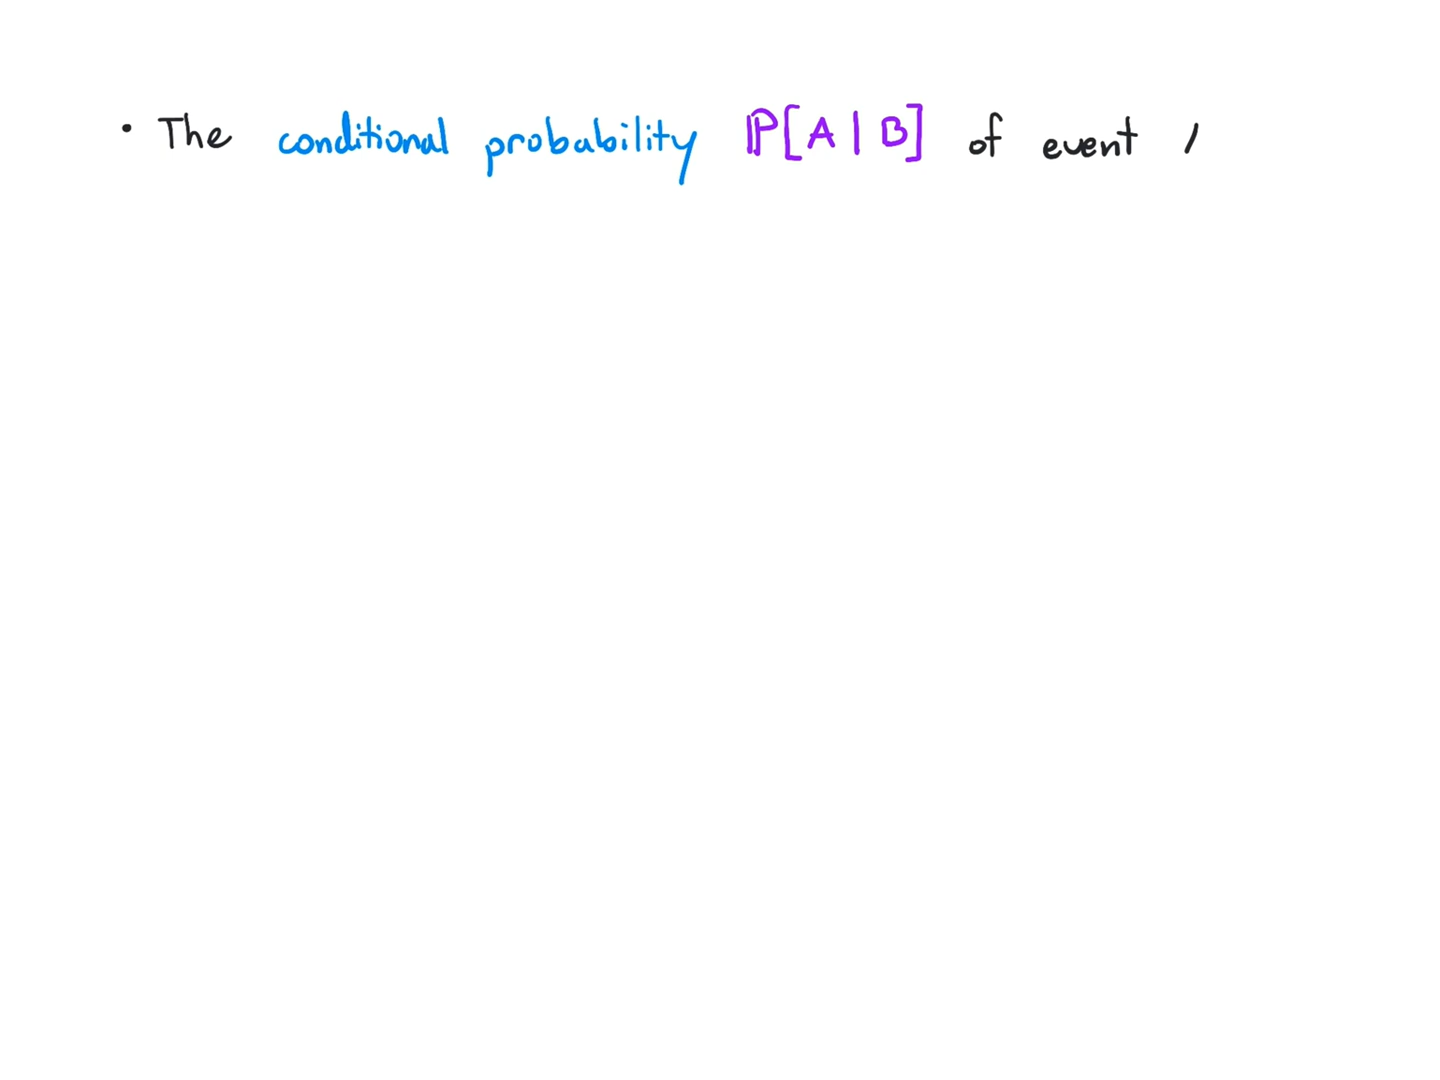 • The conditional probability ℙ[A | B] of event